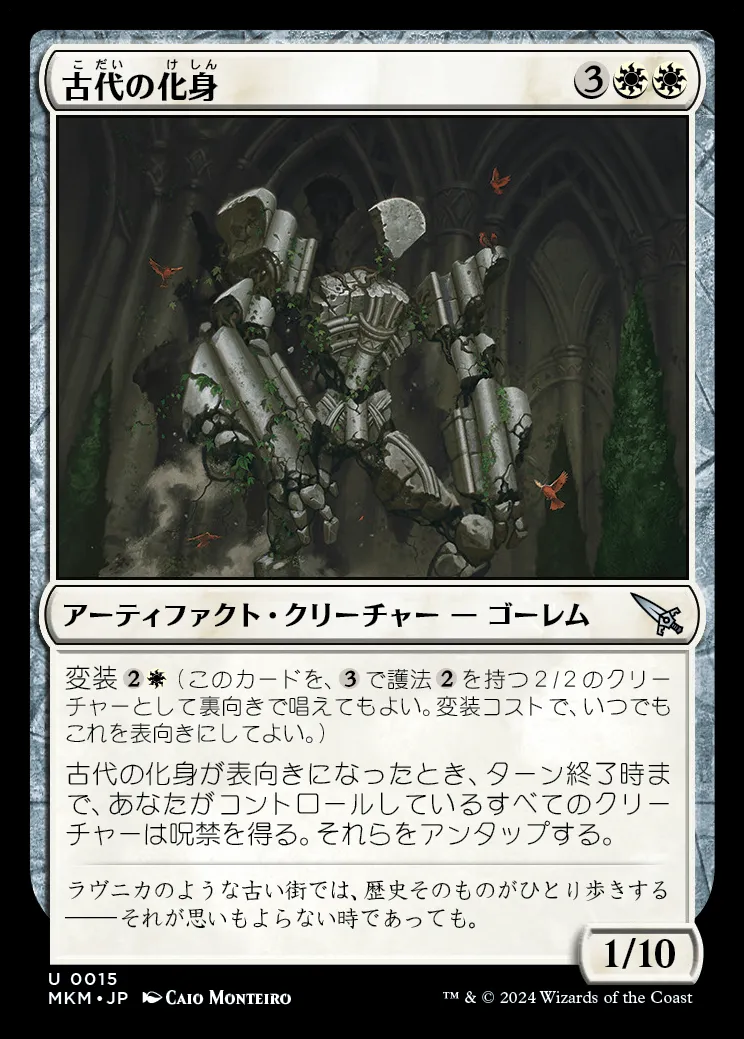 こだい けしん
古代の化身 3
アーティファクト・クリーチャー — ゴーレム
変装 2 (このカードを、3で護法2を持つ2/2のクリー
チャーとして裏向きで唱えてもよい。変装コストで、いつでも
これを表向きにしてよい。)
古代の化身が表向きになったとき、ターン終了時ま
で、あなたがコントロールしているすべてのクリー
チャーは呪禁を得る。それらをアンタップする。
ラヴニカのような古い街では、歴史そのものがひとり歩きする
――それが思いもよらない時であっても。
1/10
U 0015
MKM・JP CAIO MONTEIRO
™ & © 2024 Wizards of the Coast